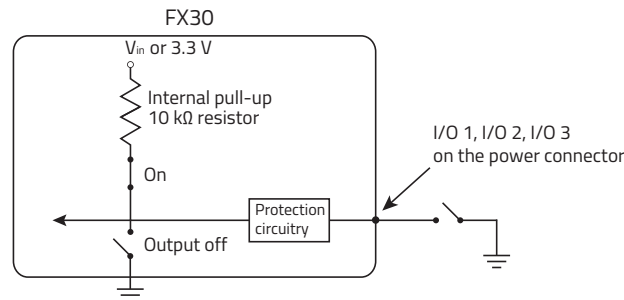 FX30
Vin or 3.3 V
Internal pull-up
10 kΩ resistor
On
I/O 1, I/O 2, I/O 3
on the power connector
Protection
circuitry
Output off